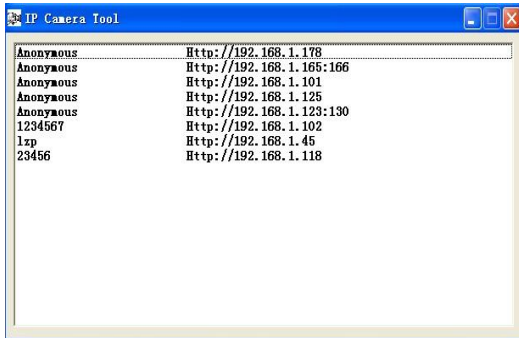 IP Camera Tool
Anonymous Http://192.168.1.178
Anonymous Http://192.168.1.165:166
Anonymous Http://192.168.1.101
Anonymous Http://192.168.1.125
Anonymous Http://192.168.1.123:130
1234567 Http://192.168.1.102
lzp Http://192.168.1.45
23456 Http://192.168.1.118